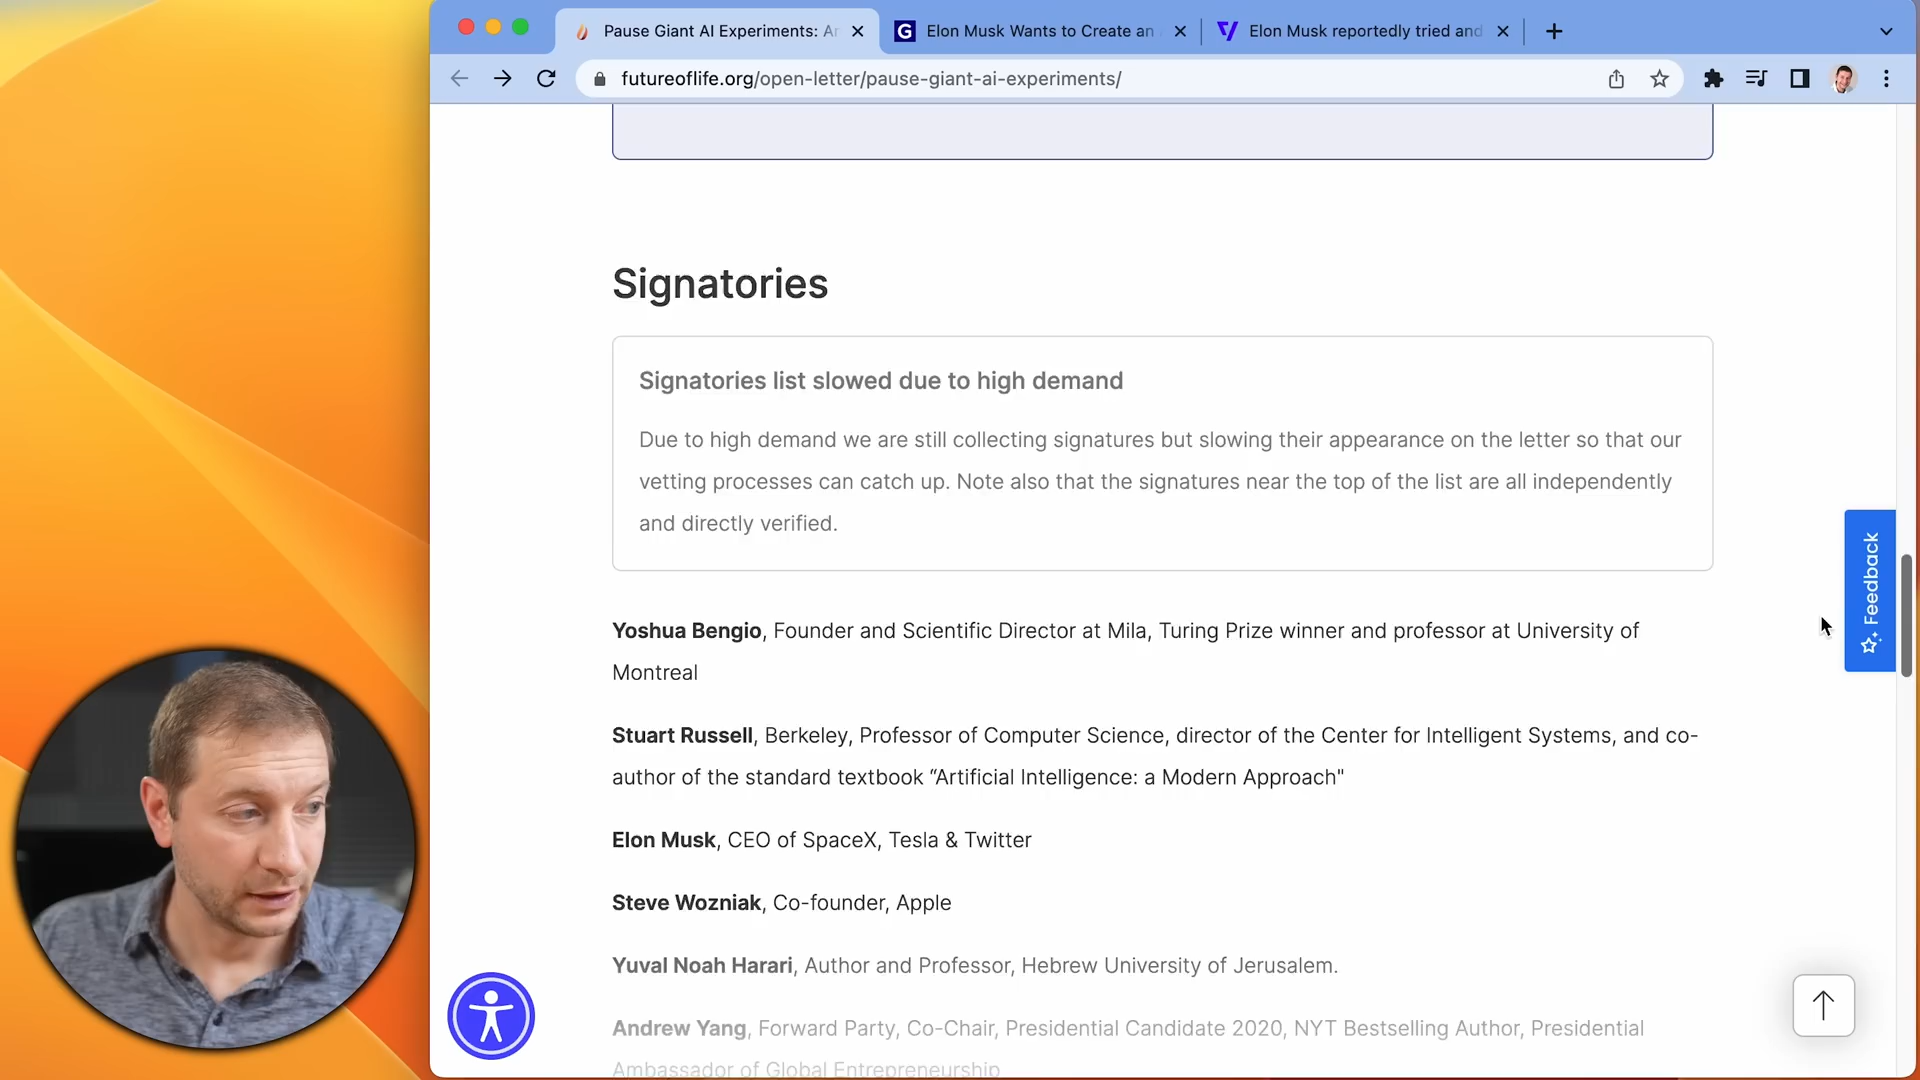 Pause Giant AI Experiments: An
Elon Musk Wants to Create an
Elon Musk reportedly tried and
futureoflife.org/open-letter/pause-giant-ai-experiments/
Signatories
Signatories list slowed due to high demand
Due to high demand we are still collecting signatures but slowing their appearance on the letter so that our
vetting processes can catch up. Note also that the signatures near the top of the list are all independently
and directly verified.
Feedback
Yoshua Bengio, Founder and Scientific Director at Mila, Turing Prize winner and professor at University of
Montreal
Stuart Russell, Berkeley, Professor of Computer Science, director of the Center for Intelligent Systems, and co-
author of the standard textbook “Artificial Intelligence: a Modern Approach"
Elon Musk, CEO of SpaceX, Tesla & Twitter
Steve Wozniak, Co-founder, Apple
Yuval Noah Harari, Author and Professor, Hebrew University of Jerusalem.
Andrew Yang, Forward Party, Co-Chair, Presidential Candidate 2020, NYT Bestselling Author, Presidential
Ambassador of Global Entrepreneurship